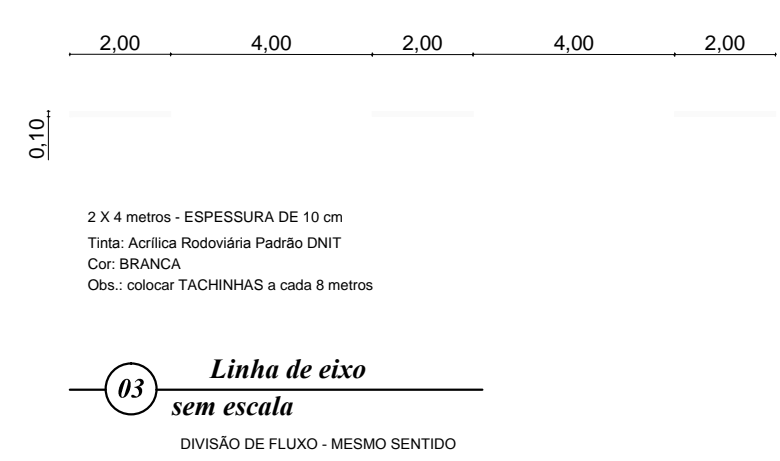 2,00 4,00 2,00 4,00 2,00
0,10
2 X 4 metros - ESPESSURA DE 10 cm
Tinta: Acrílica Rodoviária Padrão DNIT
Cor: BRANCA
Obs.: colocar TACHINHAS a cada 8 metros
Linha de eixo
03
sem escala
DIVISÃO DE FLUXO - MESMO SENTIDO